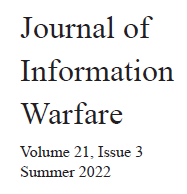 Journal of
Information
Warfare
Volume 21, Issue 3
Summer 2022